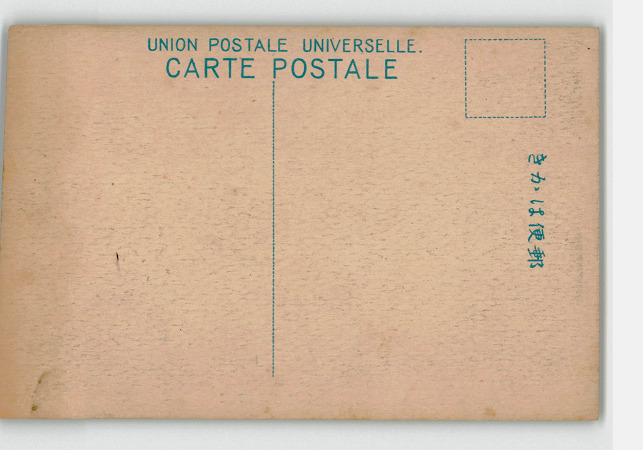 UNION POSTALE UNIVERSELLE.
CARTE POSTALE
きかは便郵